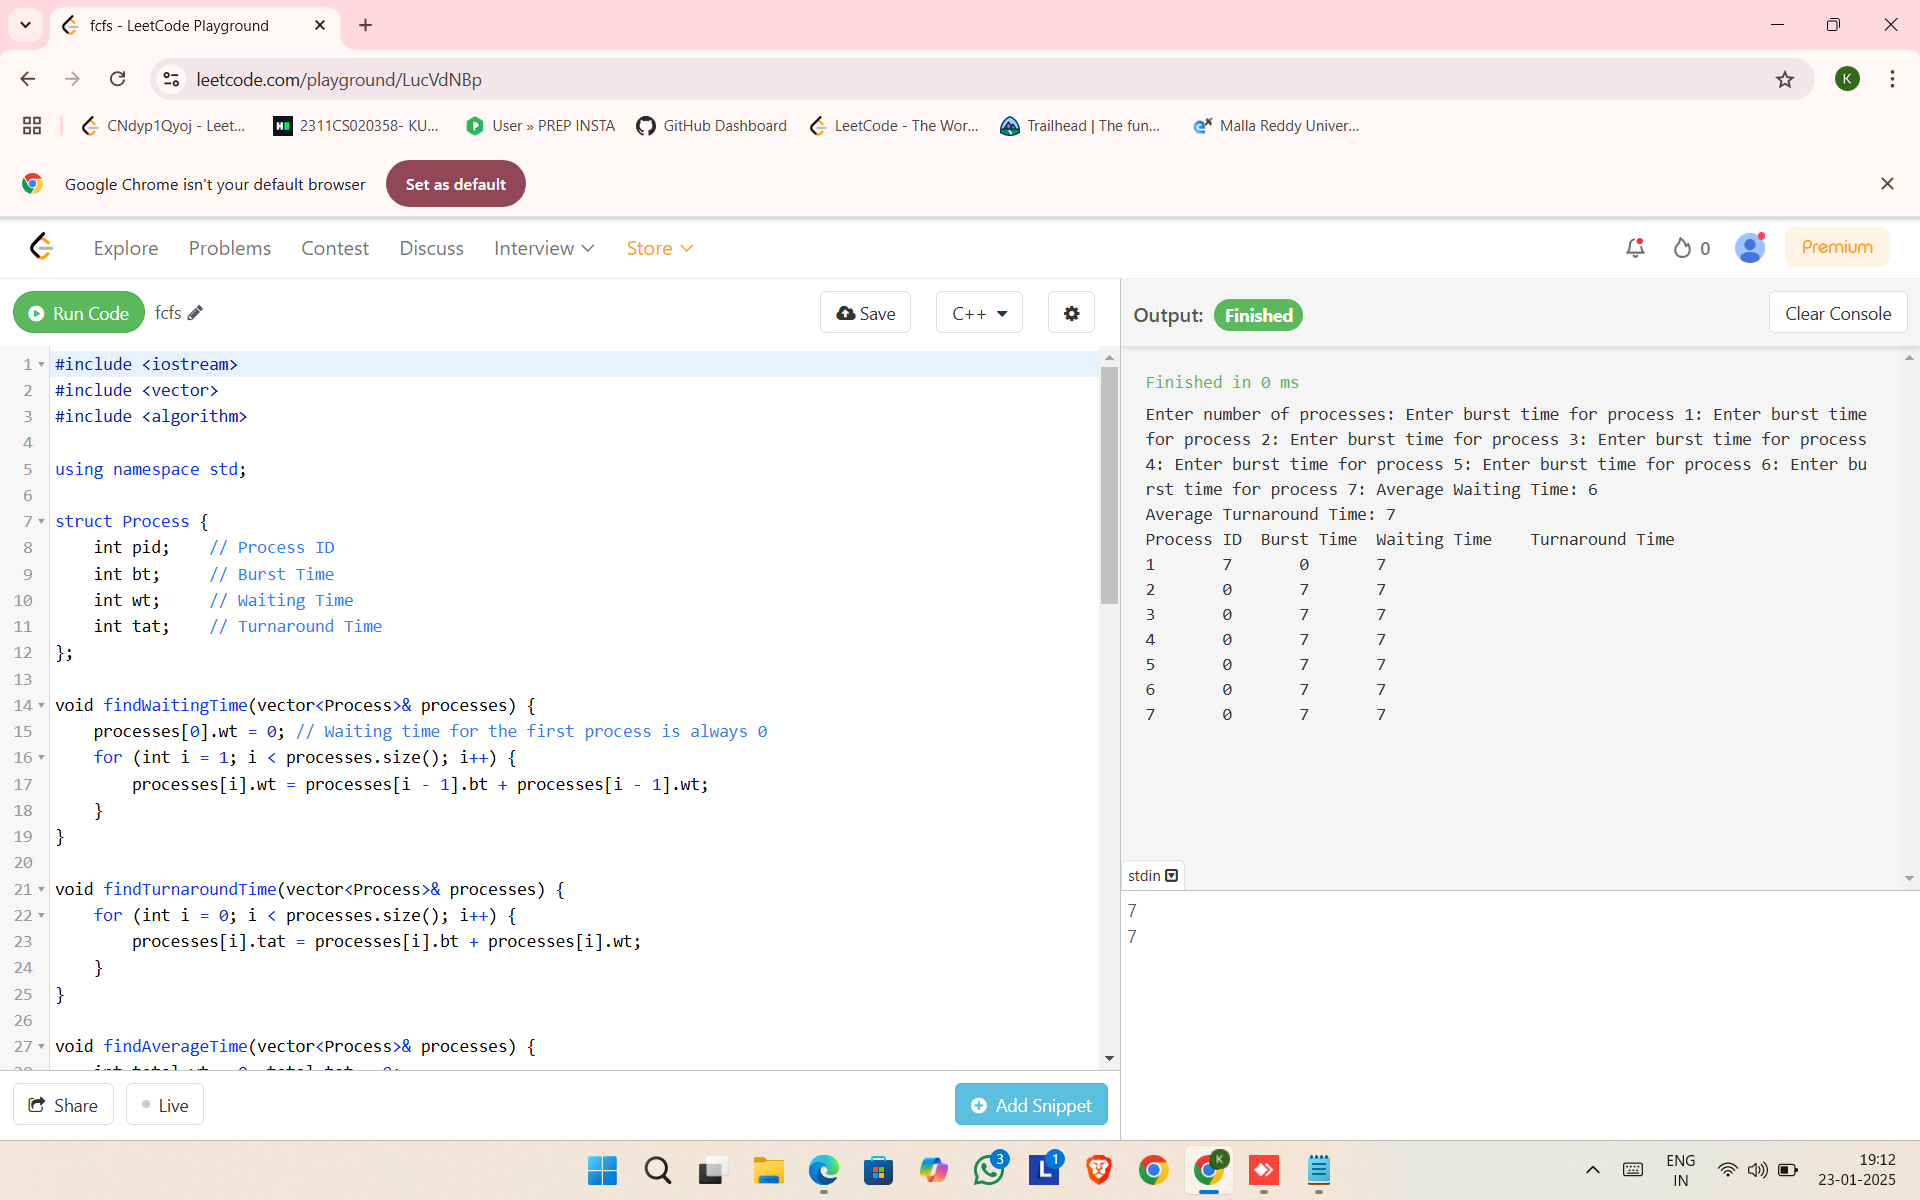 fcfs - LeetCode Playground
leetcode.com/playground/LucVdNBp
K
CNdyp1Qyoj - Leet...
2311CS020358- KU...
User » PREP INSTA
GitHub Dashboard
LeetCode - The Wor...
Trailhead | The fun...
Malla Reddy Univer...
Google Chrome isn't your default browser
Set as default
Explore
Problems
Contest
Discuss
Interview
Store
0
Premium
Run Code
fcfs
Save
C++
Output:
Finished
Clear Console
1 #include <iostream>
2 #include <vector>
3 #include <algorithm>
4
5 using namespace std;
6
7 struct Process {
8     int pid;    // Process ID
9     int bt;     // Burst Time
10     int wt;     // Waiting Time
11     int tat;    // Turnaround Time
12 };
13
14 void findWaitingTime(vector<Process>& processes) {
15     processes[0].wt = 0; // Waiting time for the first process is always 0
16     for (int i = 1; i < processes.size(); i++) {
17         processes[i].wt = processes[i - 1].bt + processes[i - 1].wt;
18     }
19 }
20
21 void findTurnaroundTime(vector<Process>& processes) {
22     for (int i = 0; i < processes.size(); i++) {
23         processes[i].tat = processes[i].bt + processes[i].wt;
24     }
25 }
26
27 void findAverageTime(vector<Process>& processes) {
Share
Live
Add Snippet
Finished in 0 ms
Enter number of processes: Enter burst time for process 1: Enter burst time
for process 2: Enter burst time for process 3: Enter burst time for process
4: Enter burst time for process 5: Enter burst time for process 6: Enter bu
rst time for process 7: Average Waiting Time: 6
Average Turnaround Time: 7
Process ID  Burst Time  Waiting Time    Turnaround Time
1       7       0       7
2       0       7       7
3       0       7       7
4       0       7       7
5       0       7       7
6       0       7       7
7       0       7       7
stdin
7
7
3
L
1
K
ENG
IN
19:12
23-01-2025